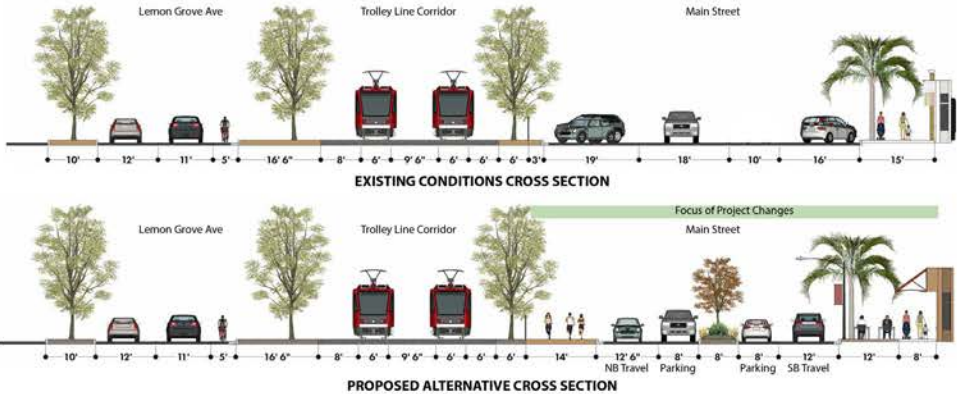 Lemon Grove Ave Trolley Line Corridor Main Street
10' 12' 11' 5' 16' 6" 8' 6' 9' 6" 6' 6' 6' 3' 19' 18' 10' 16' 15'
EXISTING CONDITIONS CROSS SECTION
Focus of Project Changes
Lemon Grove Ave Trolley Line Corridor Main Street
10' 12' 11' 5' 16' 6" 8' 6' 9' 6" 6' 6' 6' 14' 12' 6" 8' 8' 8' 12' 12' 8'
NB Travel Parking Parking SB Travel
PROPOSED ALTERNATIVE CROSS SECTION